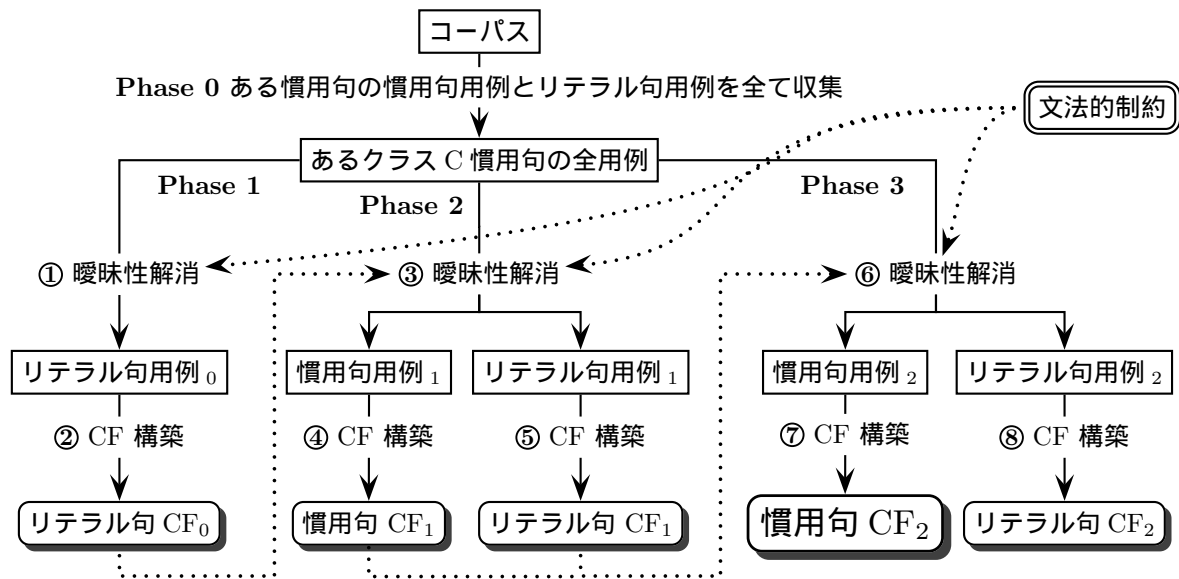 コーパス
Phase 0 ある慣用句の慣用句用例とリテラル句用例を全て収集
文法的制約
あるクラス C 慣用句の全用例
Phase 1
Phase 2
Phase 3
① 曖昧性解消
③ 曖昧性解消
⑥ 曖昧性解消
リテラル句用例 0
慣用句用例 1
リテラル句用例 1
慣用句用例 2
リテラル句用例 2
② CF 構築
④ CF 構築
⑤ CF 構築
⑦ CF 構築
⑧ CF 構築
リテラル句 CF0
慣用句 CF1
リテラル句 CF1
慣用句 CF2
リテラル句 CF2